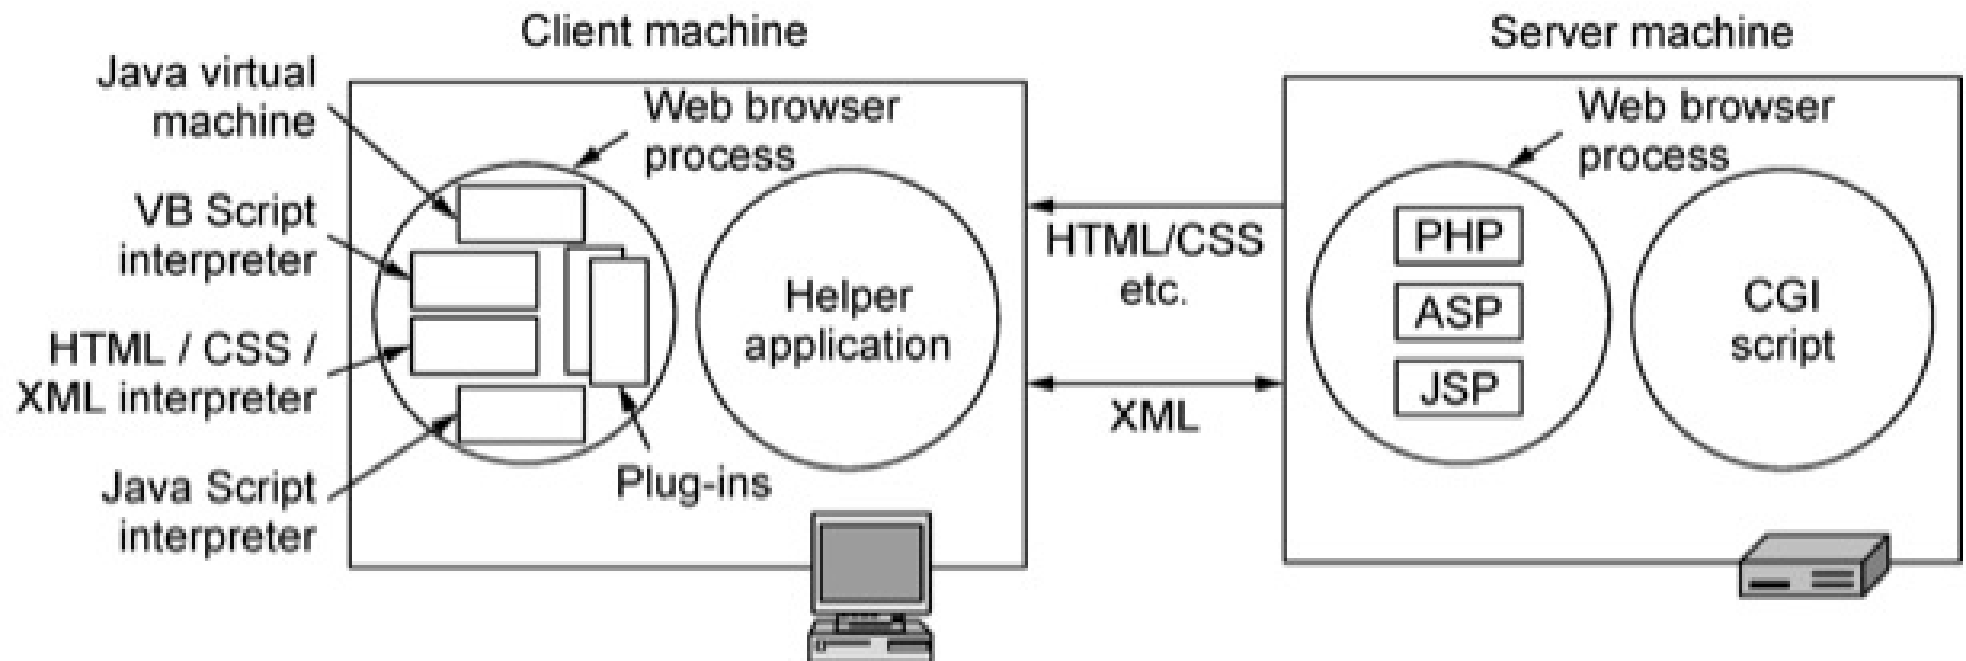 Client machine
Server machine
Java virtual
machine
Web browser
process
VB Script
interpreter
HTML / CSS /
XML interpreter
Java Script
interpreter
Plug-ins
Helper
application
HTML/CSS
etc.
XML
Web browser
process
PHP
ASP
JSP
CGI
script